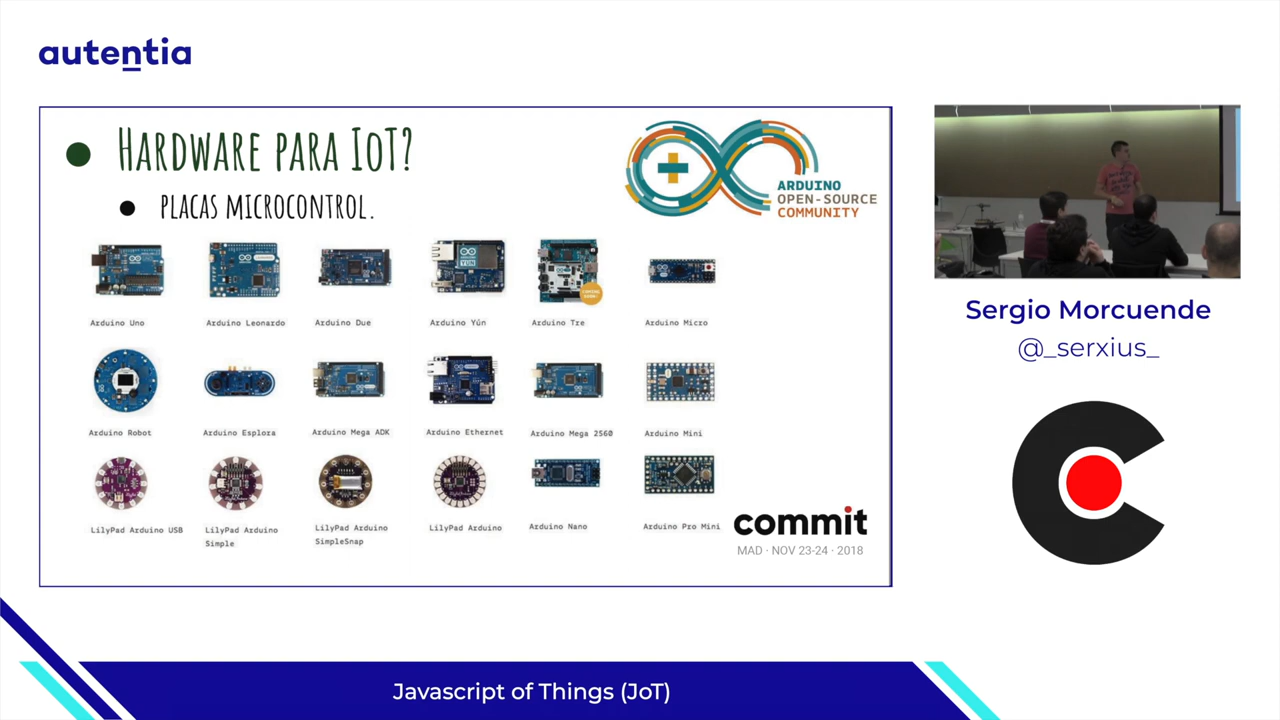 autentia
HARDWARE PARA IoT?
PLACAS MICROCONTROL.
ARDUINO
OPEN-SOURCE
COMMUNITY
Arduino Uno
Arduino Leonardo
Arduino Due
Arduino Yún
Arduino Tre
Arduino Micro
Arduino Robot
Arduino Esplora
Arduino Mega ADK
Arduino Ethernet
Arduino Mega 2560
Arduino Mini
LilyPad Arduino USB
LilyPad Arduino
Simple
LilyPad Arduino
SimpleSnap
LilyPad Arduino
Arduino Nano
Arduino Pro Mini
commit
MAD · NOV 23-24 · 2018
Sergio Morcuende
@_serxius_
Javascript of Things (JoT)